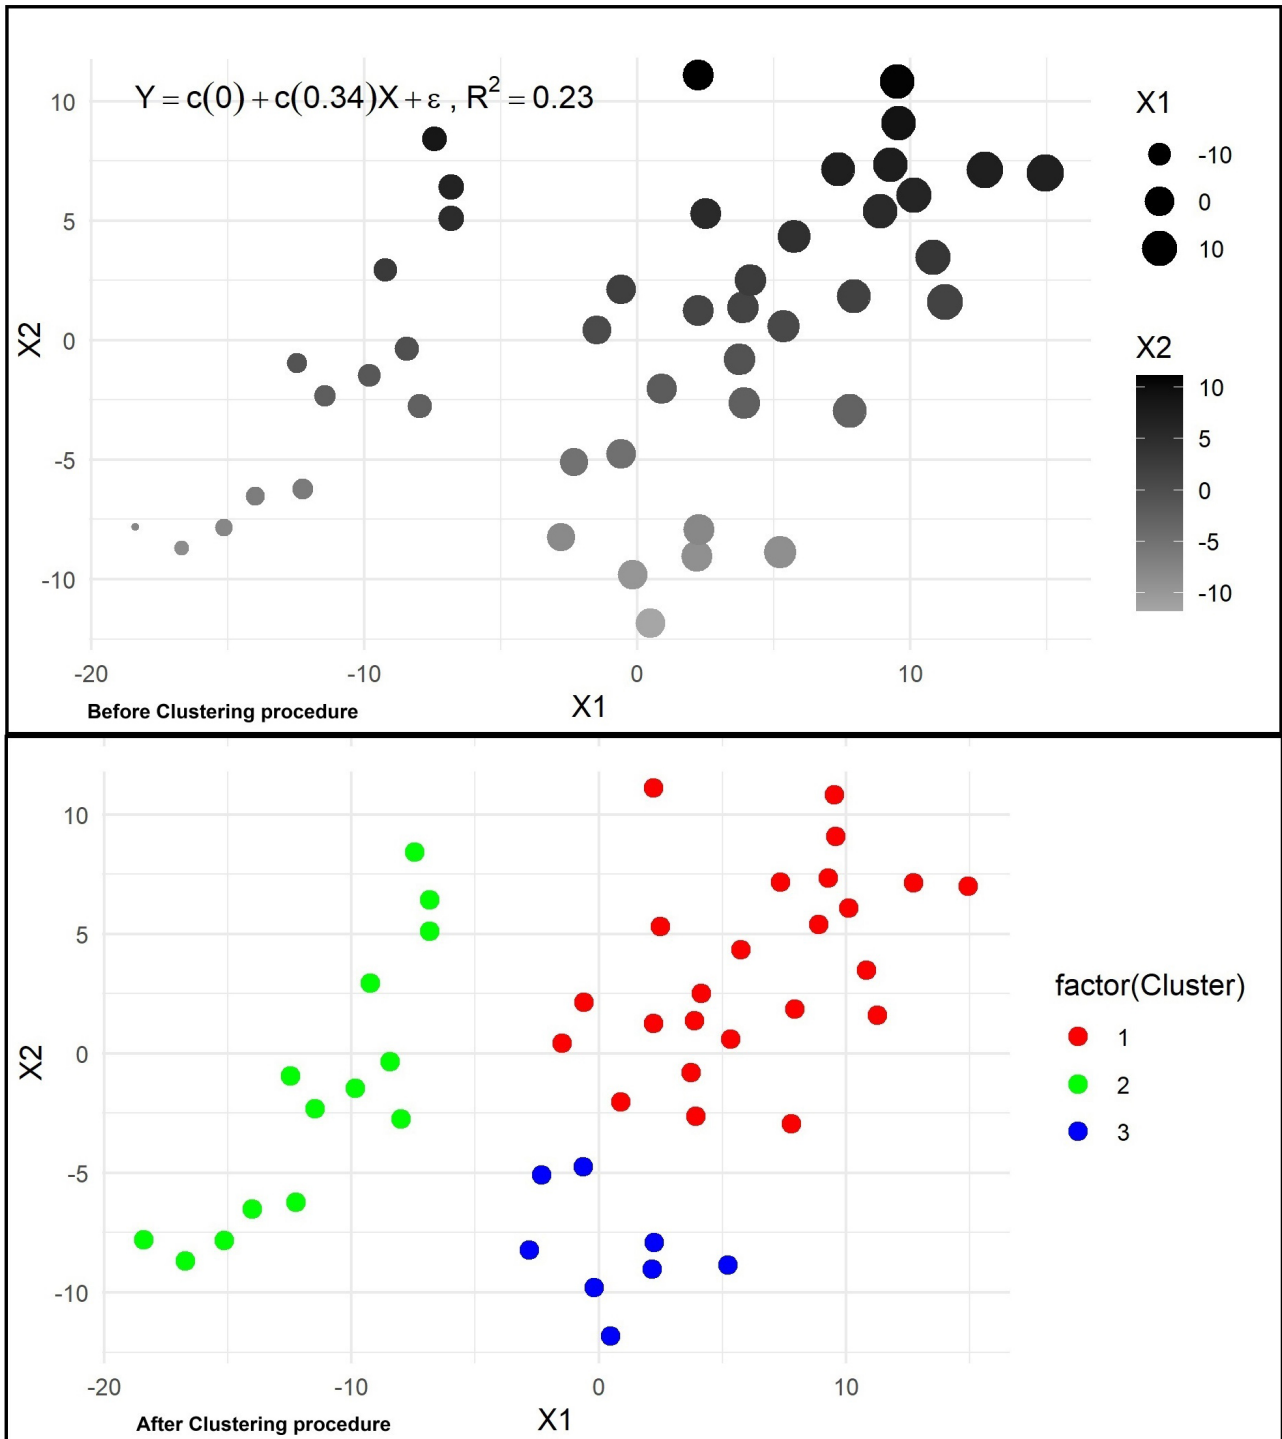 Y = c(0) + c(0.34)X + ε , R² = 0.23
X2
10
5
0
-5
-10
-20
-10
0
10
X1
Before Clustering procedure
X1
-10
0
10
X2
10
5
0
-5
-10
X2
10
5
0
-5
-10
-20
-10
0
10
X1
After Clustering procedure
factor(Cluster)
1
2
3